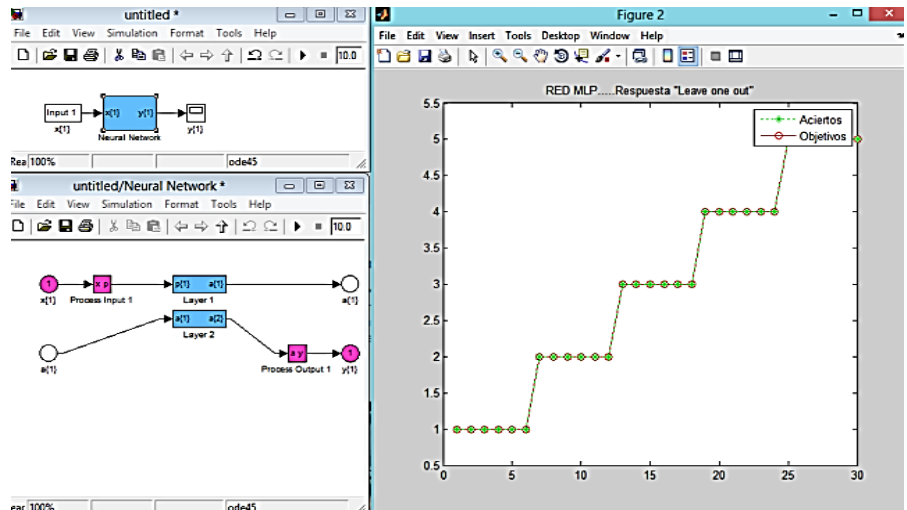 untitled *
File Edit View Simulation Format Tools Help
10.0
Input 1
x{1} y{1}
x{1}
Neural Network
y{1}
100%
ode45
untitled/Neural Network *
File Edit View Simulation Format Tools Help
10.0
1
x p
p{1} a{1}
x{1}
Process Input 1
Layer 1
a{1}
a{1} a{2}
Layer 2
a y
1
a{1}
Process Output 1
y{1}
100%
ode45
Figure 2
File Edit View Insert Tools Desktop Window Help
RED MLP.....Respuesta "Leave one out"
Aciertos
Objetivos
5.5
5
4.5
4
3.5
3
2.5
2
1.5
1
0.5
0 5 10 15 20 25 30